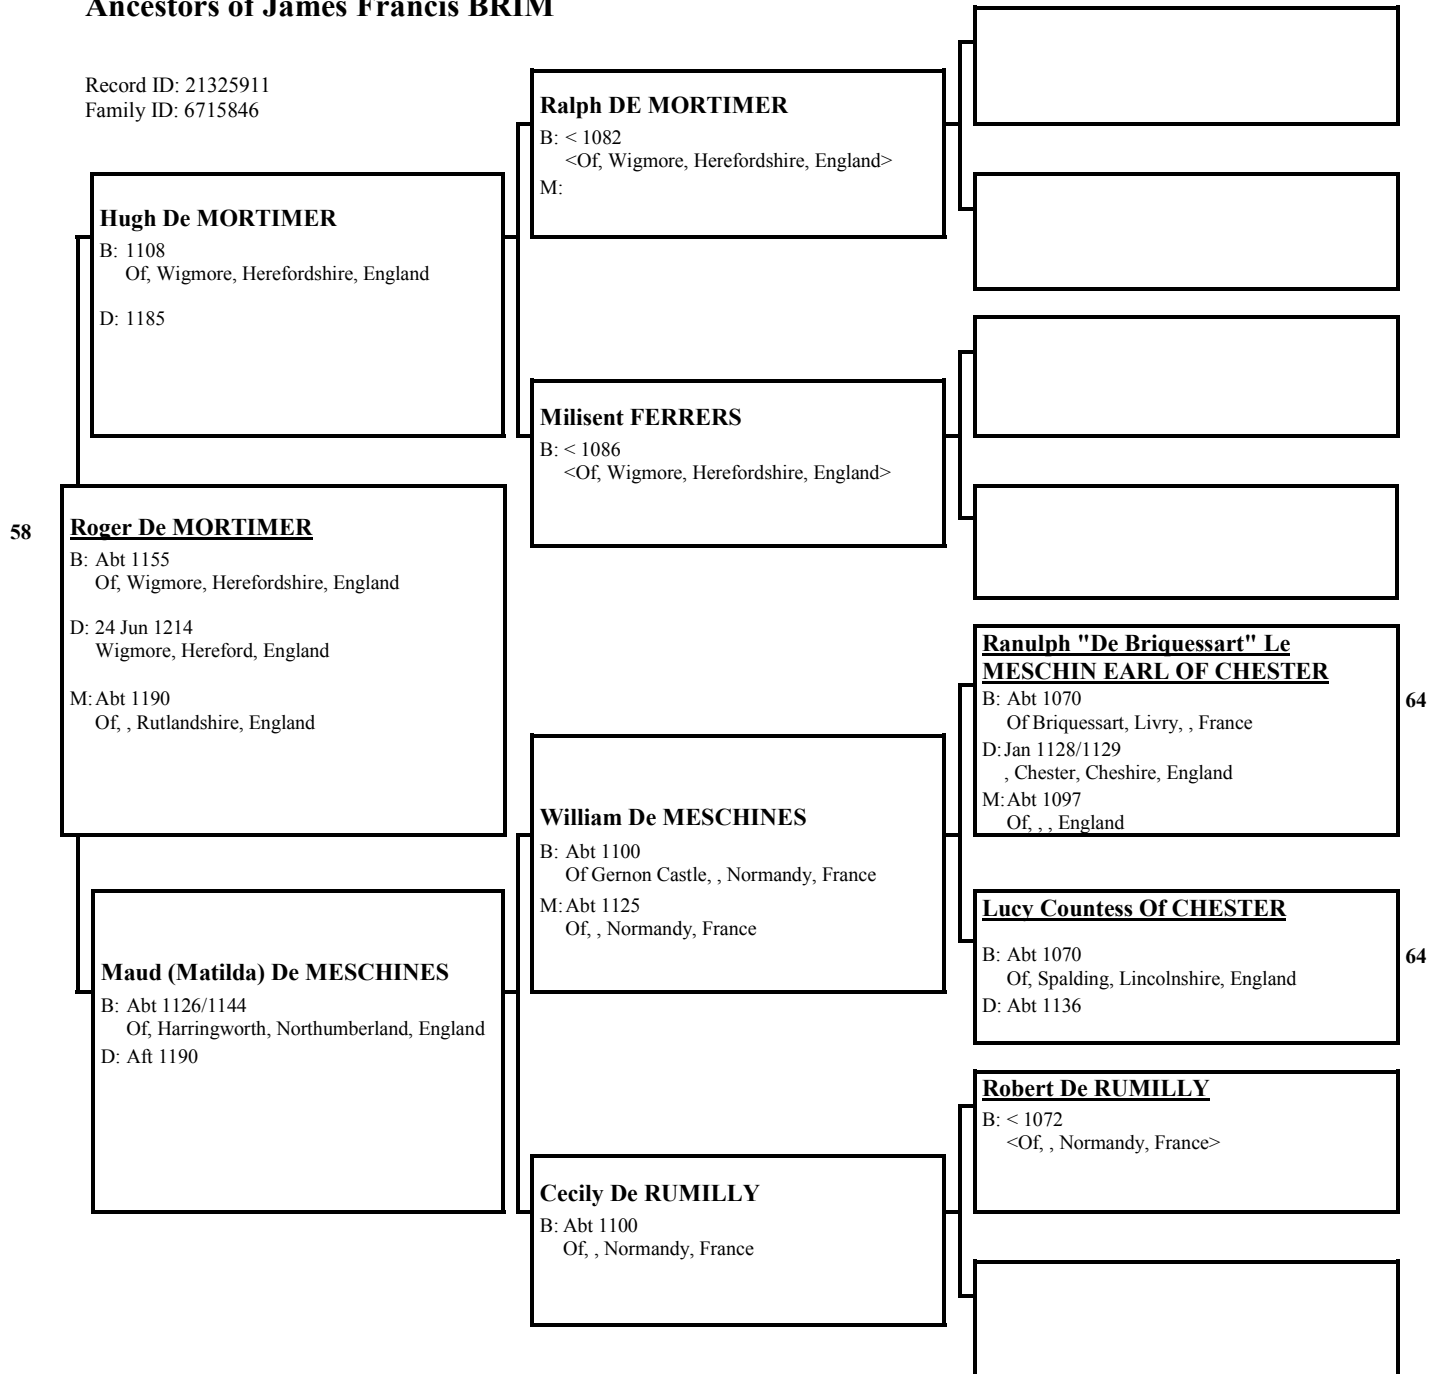 Ancestors of James Francis BRIM
Record ID: 21325911
Family ID: 6715846
Ralph DE MORTIMER
B: < 1082
<Of, Wigmore, Herefordshire, England>
M:
Hugh De MORTIMER
B: 1108
Of, Wigmore, Herefordshire, England
D: 1185
Milisent FERRERS
B: < 1086
<Of, Wigmore, Herefordshire, England>
58
Roger De MORTIMER
B: Abt 1155
Of, Wigmore, Herefordshire, England
D: 24 Jun 1214
Wigmore, Hereford, England
M: Abt 1190
Of, , Rutlandshire, England
Ranulph "De Briquessart" Le
MESCHIN EARL OF CHESTER
B: Abt 1070
Of Briquessart, Livry, , France
D: Jan 1128/1129
, Chester, Cheshire, England
M: Abt 1097
Of, , , England
64
William De MESCHINES
B: Abt 1100
Of Gernon Castle, , Normandy, France
M: Abt 1125
Of, , Normandy, France
Lucy Countess Of CHESTER
B: Abt 1070
Of, Spalding, Lincolnshire, England
D: Abt 1136
64
Maud (Matilda) De MESCHINES
B: Abt 1126/1144
Of, Harringworth, Northumberland, England
D: Aft 1190
Robert De RUMILLY
B: < 1072
<Of, , Normandy, France>
Cecily De RUMILLY
B: Abt 1100
Of, , Normandy, France